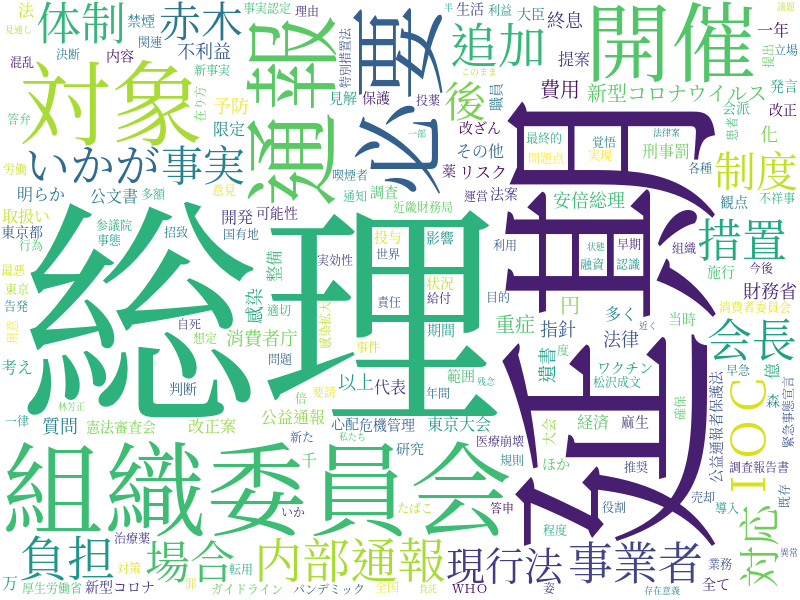 法
見通し
決断
混乱
答弁
労働
禁煙
関連
内容
新事実
在り方
体制
赤木
事実認定
理由
不利益
予防
限定
対象
いかが
事実
明らか
公文書
多額
取扱い
東京都
行為
最悪
東京
告発
用意
考え
一律
参議院
事態
招致
開発
可能性
国有地
意見
通報
必要
特別措置法
見解
保護
喫煙者
調査
通知
投薬
改ざん
薬
リスク
半
生活
利益
大臣
終息
追加
提案
後
職員
費用
その他
運営
法案
近畿財務局
このまま
一部
開催
新型コロナウイルス
議題
提出
立場
発言
改正
会派
患者
化
最終的
覚悟
法律案
問題点
実現
刑事罰
制度
各種
不祥事
観点
安倍総理
措置
施行
今後
財務省
消費者委員会
会長
総理
延期
感染
整備
実効性
適切
感染拡大
投与
世界
影響
状況
責任
給付
期間
事件
自死
想定
消費者庁
問題
判断
倍
要請
以上
代表
年間
範囲
残念
林芳正
公益通報
質問
憲法審査会
改正案
新た
私たち
心配
危機管理
東京大会
研究
医療崩壊
規則
千
いか
利用
状態
早期
融資
認識
組織
目的
円
多く
当時
重症
指針
法律
遺書
度
ワクチン
近く
松沢成文
早急
億
経済
麻生
確保
森
大会
ほか
推奨
公益通報者保護法
緊急事態宣言
IOC
調査報告書
組織委員会
負担
場合
内部通報
現行法
事業者
対応
たばこ
答申
程度
役割
売却
導入
既存
業務
異常
全て
治療薬
対策
万
厚生労働省
新型コロナ
罪
転用
ガイドライン
パンデミック
全国
負託
WHO
姿
存在意義
一年